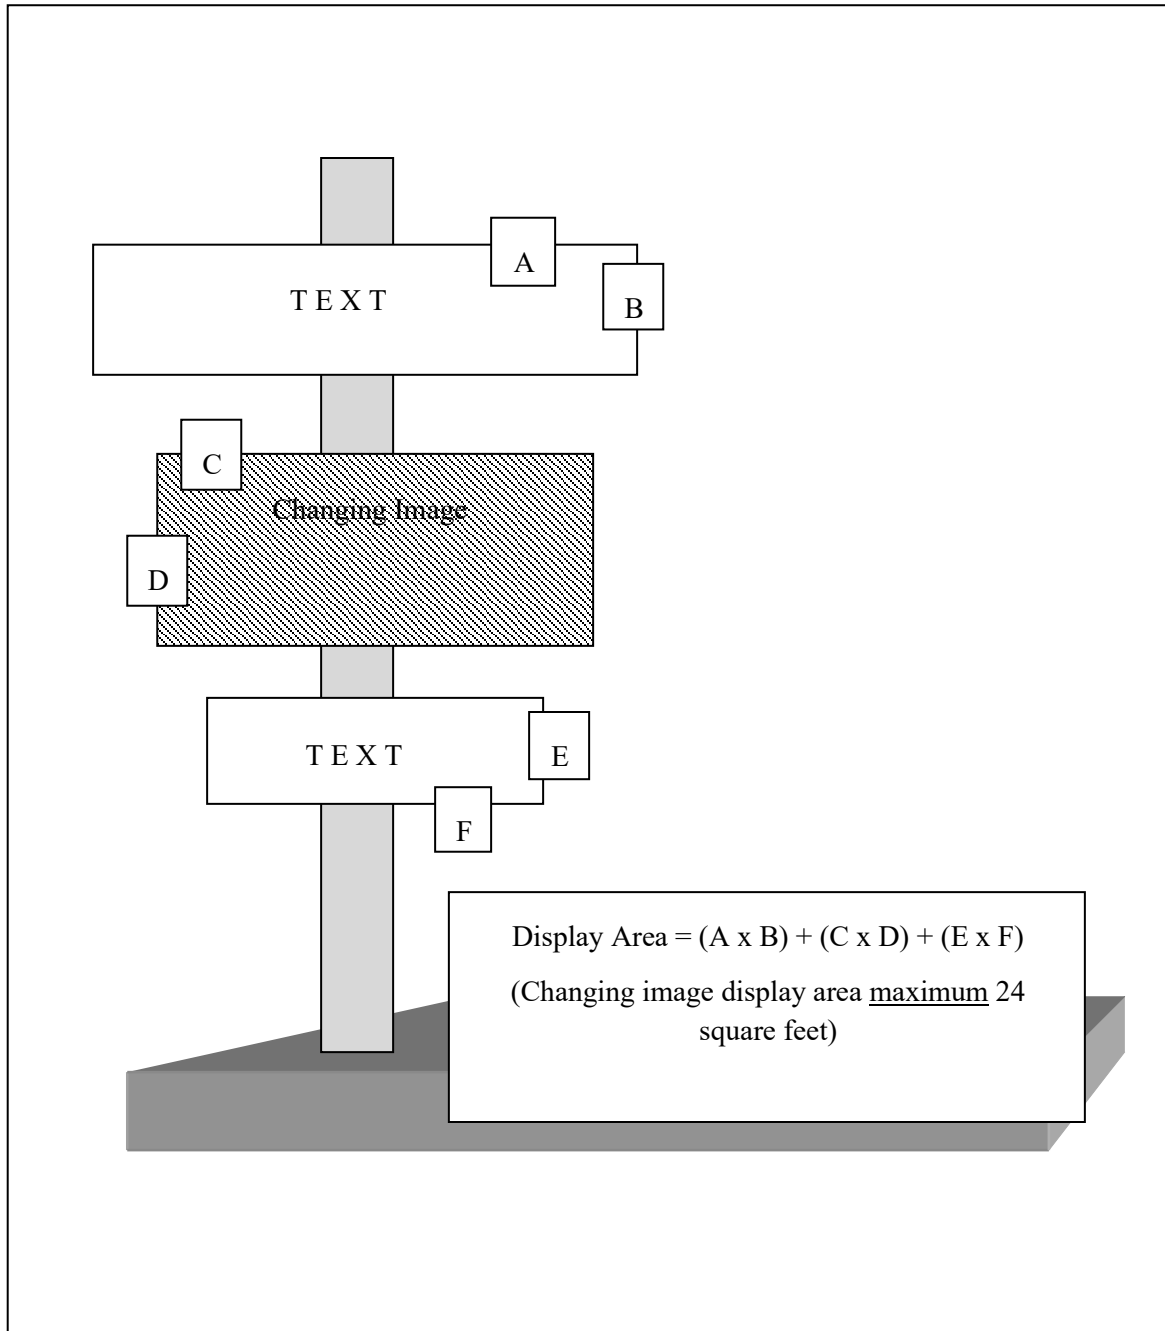 A
T E X T
B
C
Changing Image
D
T E X T
E
F
Display Area = (A x B) + (C x D) + (E x F)
(Changing image display area maximum 24
square feet)